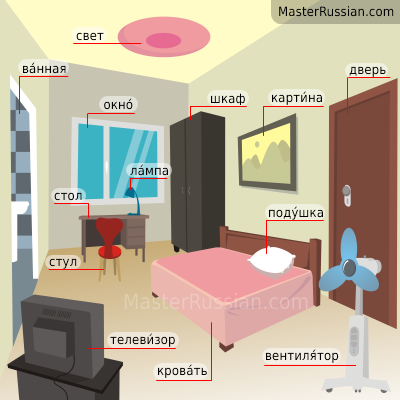 MasterRussian.com
свет
ва́нная
дверь
окно́
шкаф
карти́на
ла́мпа
стол
поду́шка
стул
MasterRussian.com
телеви́зор
вентиля́тор
крова́ть